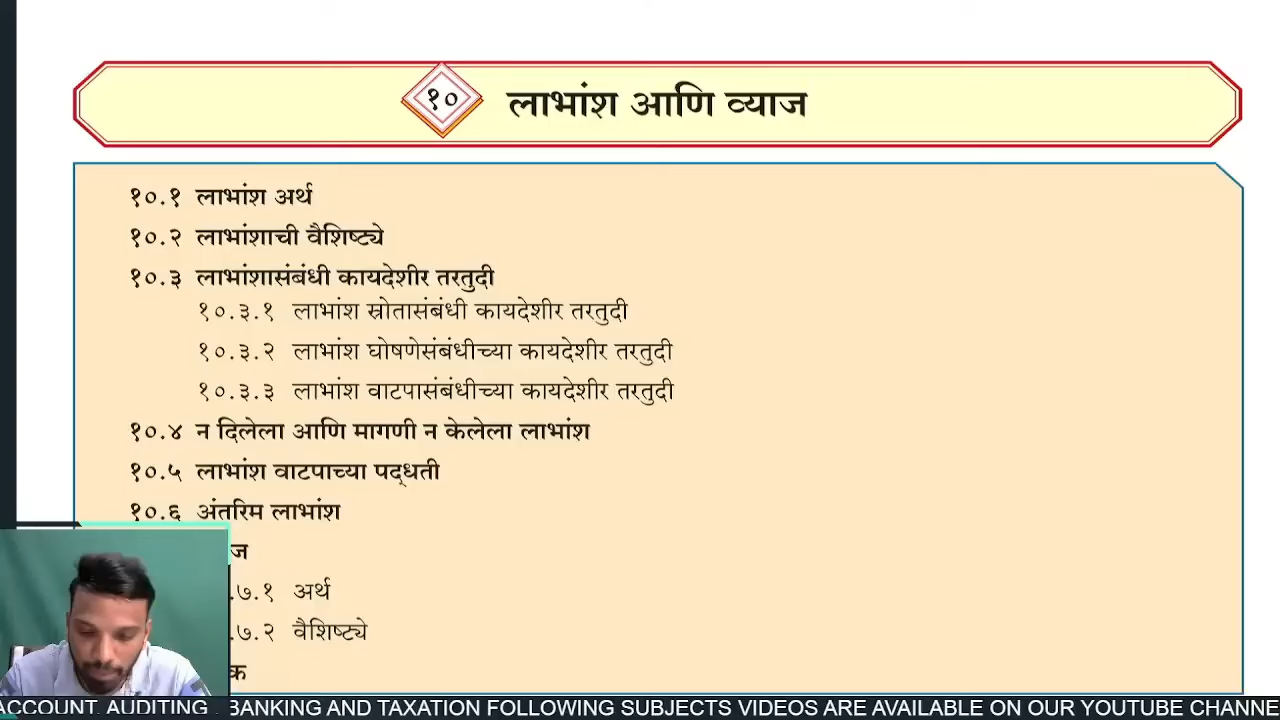 १० लाभांश आणि व्याज
१०.१ लाभांश अर्थ
१०.२ लाभांशाची वैशिष्ट्ये
१०.३ लाभांशासंबंधी कायदेशीर तरतुदी
१०.३.१ लाभांश स्रोतासंबंधी कायदेशीर तरतुदी
१०.३.२ लाभांश घोषणेसंबंधीच्या कायदेशीर तरतुदी
१०.३.३ लाभांश वाटपासंबंधीच्या कायदेशीर तरतुदी
१०.४ न दिलेला आणि मागणी न केलेला लाभांश
१०.५ लाभांश वाटपाच्या पद्धती
१०.६ अंतरिम लाभांश
ज
.७.१ अर्थ
.७.२ वैशिष्ट्ये
क
ACCOUNT, AUDITING , BANKING AND TAXATION FOLLOWING SUBJECTS VIDEOS ARE AVAILABLE ON OUR YOUTUBE CHANNE